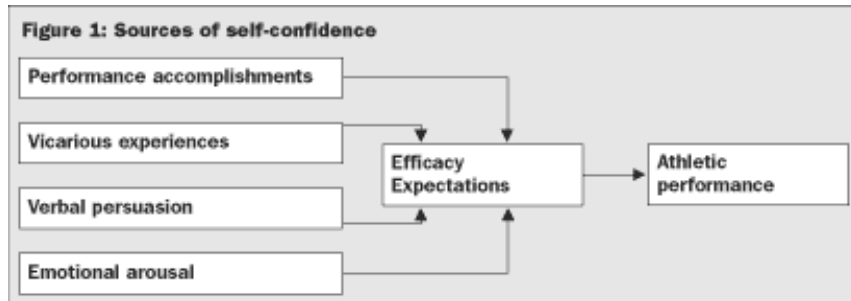 Figure 1: Sources of self-confidence
Performance accomplishments
Vicarious experiences
Verbal persuasion
Emotional arousal
Efficacy
Expectations
Athletic
performance